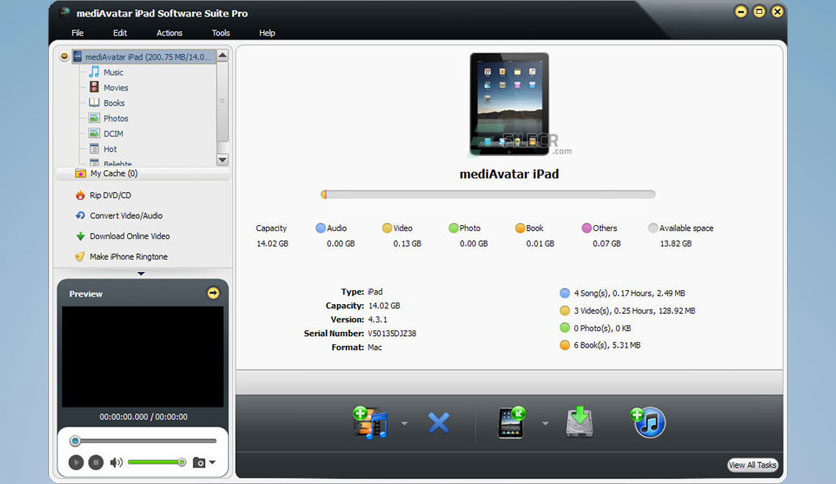 mediAvatar iPad Software Suite Pro
File Edit Actions Tools Help
mediAvatar iPad (200.75 MB/14.0...
Music
Movies
Books
Photos
DCIM
Hot
Beliebte
My Cache (0)
Rip DVD/CD
Convert Video/Audio
Download Online Video
Make iPhone Ringtone
Preview
00:00:00.000 / 00:00:00
FILECR
.com
mediAvatar iPad
Capacity Audio Video Photo Book Others Available space
14.02 GB 0.00 GB 0.13 GB 0.00 GB 0.01 GB 0.07 GB 13.82 GB
Type: iPad
Capacity: 14.02 GB
Version: 4.3.1
Serial Number: V50135DJZ38
Format: Mac
4 Song(s), 0.17 Hours, 2.49 MB
3 Video(s), 0.25 Hours, 128.92 MB
0 Photo(s), 0 KB
6 Book(s), 5.31 MB
View All Tasks